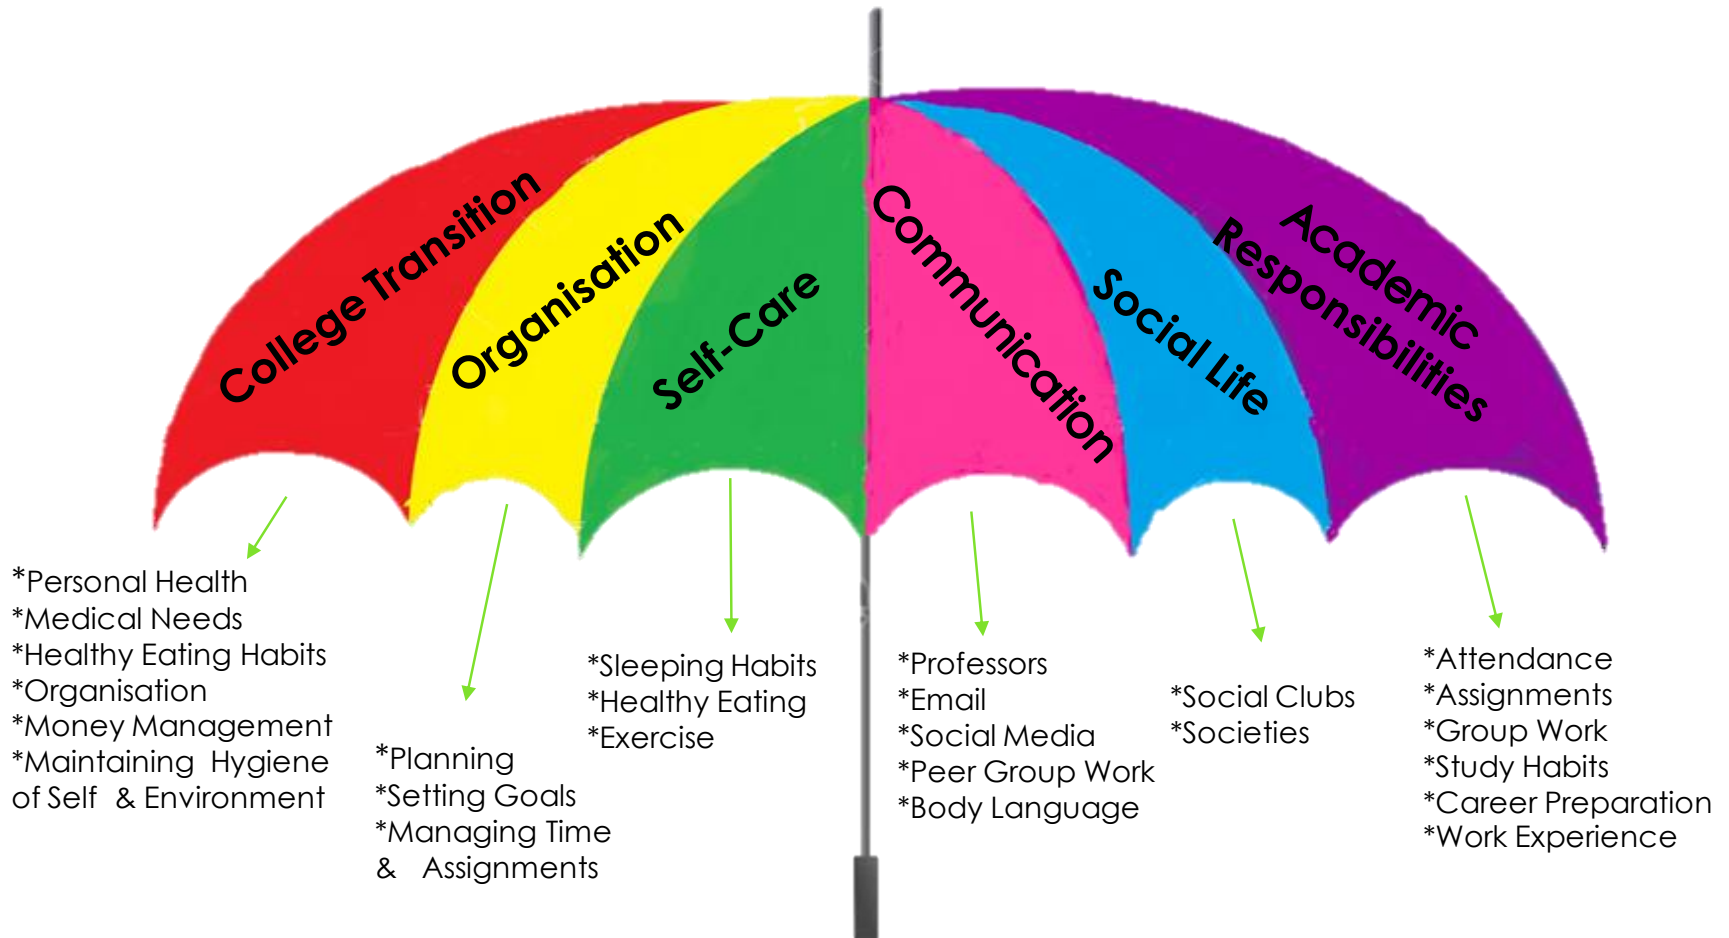 College Transition
Organisation
Self-Care
Communication
Social Life
Academic
Responsibilities
*Personal Health
*Medical Needs
*Healthy Eating Habits
*Organisation
*Money Management
*Maintaining Hygiene
of Self & Environment
*Planning
*Setting Goals
*Managing Time
& Assignments
*Sleeping Habits
*Healthy Eating
*Exercise
*Professors
*Email
*Social Media
*Peer Group Work
*Body Language
*Social Clubs
*Societies
*Attendance
*Assignments
*Group Work
*Study Habits
*Career Preparation
*Work Experience